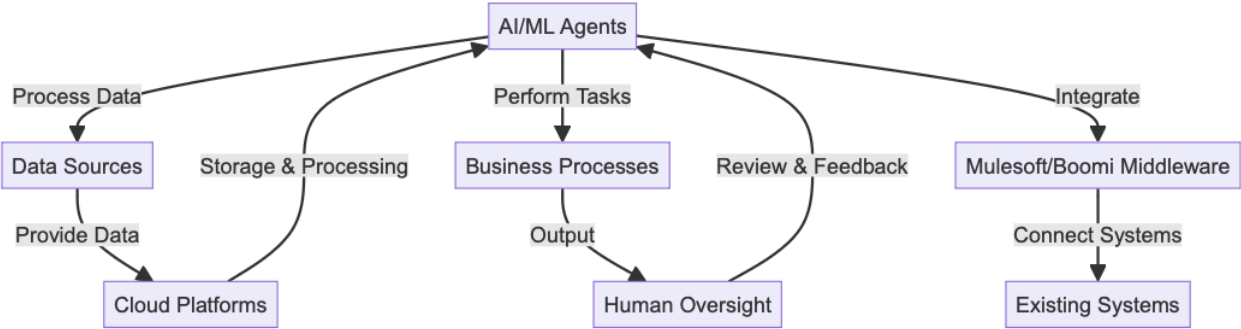 AI/ML Agents
Process Data
Perform Tasks
Integrate
Data Sources
Storage & Processing
Business Processes
Review & Feedback
Mulesoft/Boomi Middleware
Provide Data
Output
Connect Systems
Cloud Platforms
Human Oversight
Existing Systems